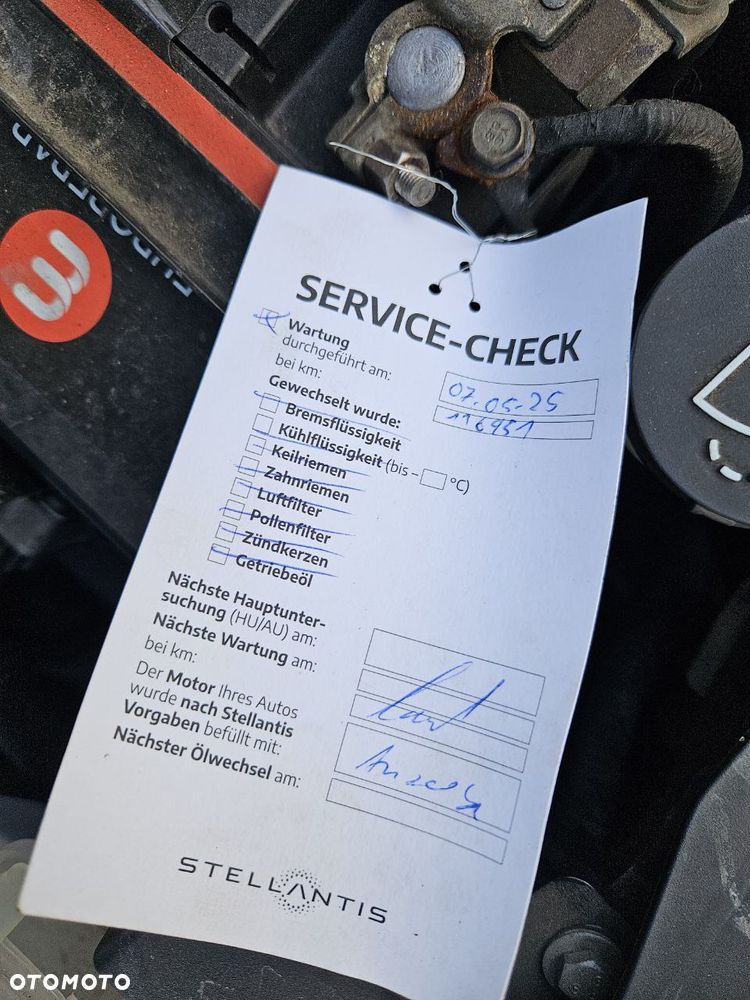 EUROREPAR
SERVICE-CHECK
Wartung
durchgeführt am: 07.05.25
bei km: 116951
Gewechselt wurde:
Bremsflüssigkeit
Kühlflüssigkeit (bis – °C)
Keilriemen
Zahnriemen
Luftfilter
Pollenfilter
Zündkerzen
Getriebeöl
Nächste Hauptunter-
suchung (HU/AU) am:
Nächste Wartung am:
bei km:
Der Motor Ihres Autos
wurde nach Stellantis
Vorgaben befüllt mit:
Nächster Ölwechsel am:
STELLANTIS
OTOMOTO